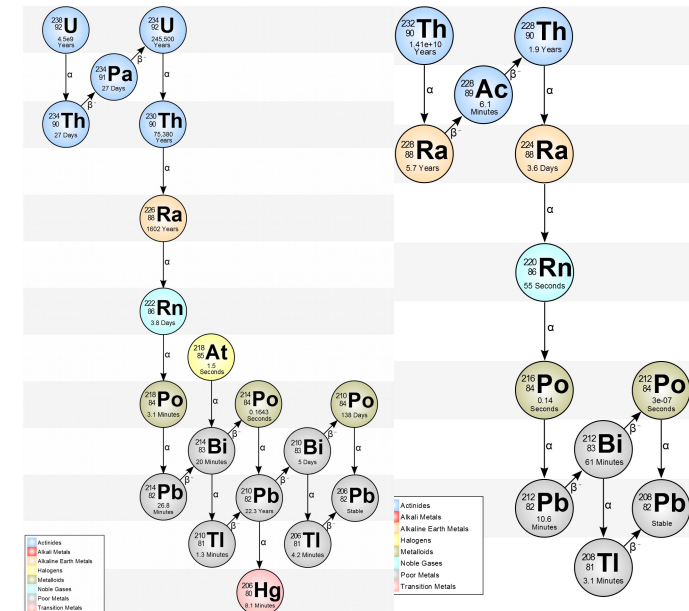 238
92 U
4.5e9
Years
234
92 U
245,500
Years
α
β⁻
234
91 Pa
27 Days
α
234
90 Th
27 Days
β⁻
230
90 Th
75,380
Years
α
226
88 Ra
1602 Years
α
222
86 Rn
3.8 Days
α
218
85 At
1.5
Seconds
218
84 Po
3.1 Minutes
α
214
84 Po
0.1643
Seconds
210
84 Po
138 Days
α
β⁻
214
83 Bi
20 Minutes
α
β⁻
210
83 Bi
5 Days
α
214
82 Pb
26.8
Minutes
β⁻
α
210
82 Pb
22.3 Years
β⁻
α
206
82 Pb
Stable
210
81 Tl
1.3 Minutes
β⁻
α
206
81 Tl
4.2 Minutes
β⁻
206
80 Hg
8.1 Minutes
Actinides
Alkali Metals
Alkaline Earth Metals
Halogens
Metalloids
Noble Gases
Poor Metals
Transition Metals
232
90 Th
1.41e+10
Years
228
90 Th
1.9 Years
α
β⁻
228
89 Ac
6.1
Minutes
α
228
88 Ra
5.7 Years
β⁻
224
88 Ra
3.6 Days
α
220
86 Rn
55 Seconds
α
216
84 Po
0.14
Seconds
212
84 Po
3e-07
Seconds
α
β⁻
212
83 Bi
61 Minutes
α
212
82 Pb
10.6
Minutes
β⁻
α
208
82 Pb
Stable
208
81 Tl
3.1 Minutes
β⁻
Actinides
Alkali Metals
Alkaline Earth Metals
Halogens
Metalloids
Noble Gases
Poor Metals
Transition Metals